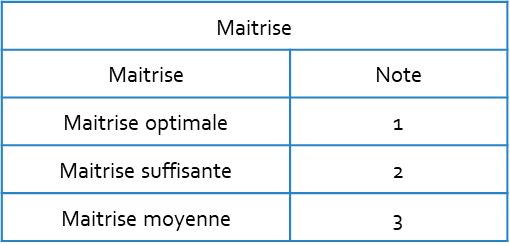 Maitrise
Maitrise Note
Maitrise optimale 1
Maitrise suffisante 2
Maitrise moyenne 3